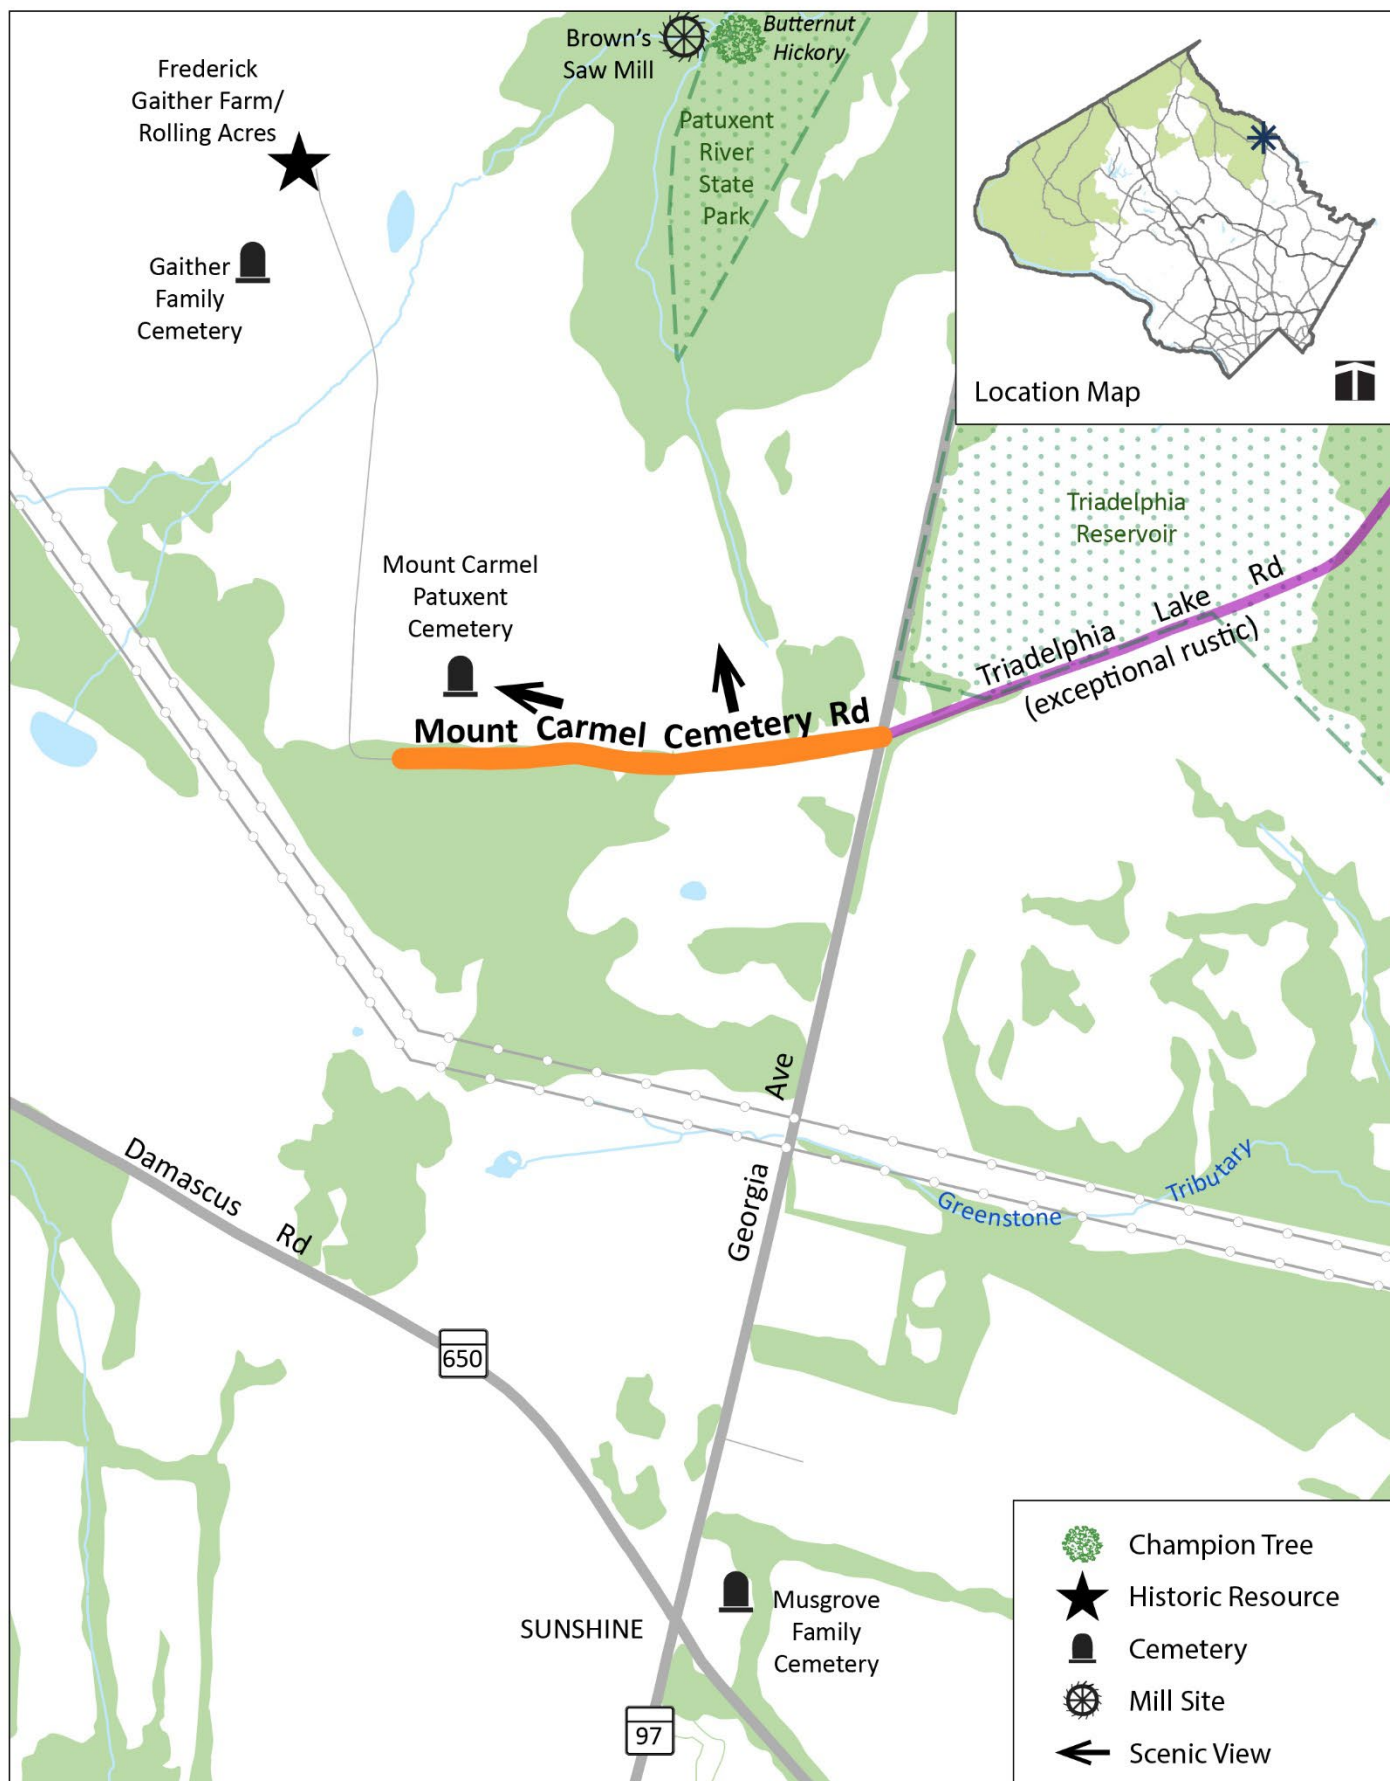 Butternut
Hickory
Brown's
Saw Mill
Frederick
Gaither Farm/
Rolling Acres
Patuxent
River
State
Park
Gaither
Family
Cemetery
Location Map
Triadelphia
Reservoir
Mount Carmel
Patuxent
Cemetery
Triadelphia Lake Rd
(exceptional rustic)
Mount Carmel Cemetery Rd
Georgia Ave
Damascus Rd
Greenstone Tributary
650
SUNSHINE
Musgrove
Family
Cemetery
97
Champion Tree
Historic Resource
Cemetery
Mill Site
Scenic View